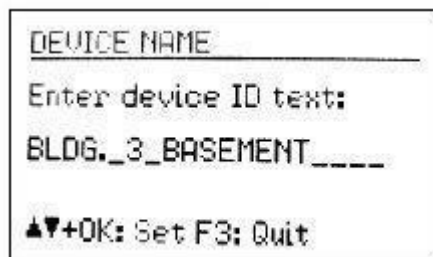 DEVICE NAME
Enter device ID text:
BLDG._3_BASEMENT____
▲▼+OK: Set F3: Quit